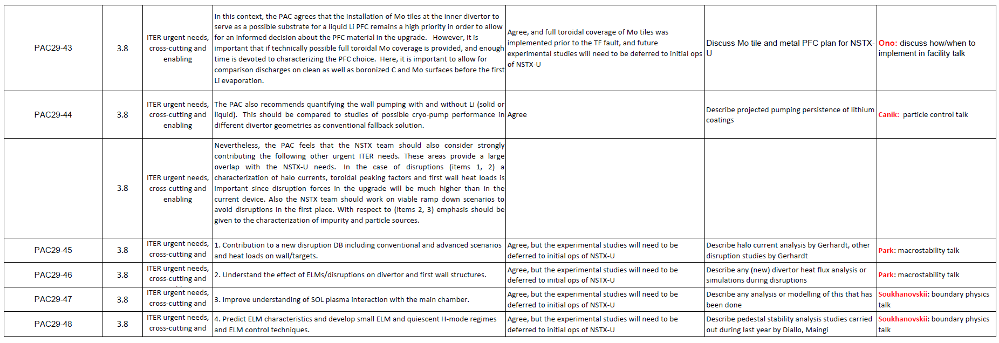 PAC29-43
3.8
ITER urgent needs,
cross-cutting and
enabling
In this context, the PAC agrees that the installation of Mo tiles at the inner divertor to
serve as a possible substrate for a liquid Li PFC remains a high priority in order to allow
for an informed decision about the PFC material in the upgrade. However, it is
important that if technically possible full toroidal Mo coverage is provided, and enough
time is devoted to characterizing the PFC choice. Here, it is important to allow for
comparison discharges on clean as well as boronized C and Mo surfaces before the first
Li evaporation.
Agree, and full toroidal coverage of Mo tiles was
implemented prior to the TF fault, and future
experimental studies will need to be deferred to initial ops
of NSTX-U
Discuss Mo tile and metal PFC plan for NSTX-
U
Ono: discuss how/when to
implement in facility talk
PAC29-44
3.8
ITER urgent needs,
cross-cutting and
enabling
The PAC also recommends quantifying the wall pumping with and without Li (solid or
liquid). This should be compared to studies of possible cryo-pump performance in
different divertor geometries as conventional fallback solution.
Agree
Describe projected pumping persistence of lithium
coatings
Canik: particle control talk
3.8
ITER urgent needs,
cross-cutting and
enabling
Nevertheless, the PAC feels that the NSTX team should also consider strongly
contributing the following other urgent ITER needs. These areas provide a large
overlap with the NSTX-U needs. In the case of disruptions (items 1, 2) a
characterization of halo currents, toroidal peaking factors and first wall heat loads is
important since disruption forces in the upgrade will be much higher than in the
current device. Also the NSTX team should work on viable ramp down scenarios to
avoid disruptions in the first place. With respect to (items 2, 3) emphasis should be
given to the characterization of impurity and particle sources.
PAC29-45
3.8
ITER urgent needs,
cross-cutting and
1. Contribution to a new disruption DB including conventional and advanced scenarios
and heat loads on wall/targets.
Agree, but the experimental studies will need to be
deferred to initial ops of NSTX-U
Describe halo current analysis by Gerhardt, other
disruption studies by Gerhardt
Park: macrostability talk
PAC29-46
3.8
ITER urgent needs,
cross-cutting and
2. Understand the effect of ELMs/disruptions on divertor and first wall structures.
Agree, but the experimental studies will need to be
deferred to initial ops of NSTX-U
Describe any (new) divertor heat flux analysis or
simulations during disruptions
Park: macrostability talk
PAC29-47
3.8
ITER urgent needs,
cross-cutting and
3. Improve understanding of SOL plasma interaction with the main chamber.
Agree, but the experimental studies will need to be
deferred to initial ops of NSTX-U
Describe any analysis or modelling of this that has
been done
Soukhanovskii: boundary physics
talk
PAC29-48
3.8
ITER urgent needs,
cross-cutting and
4. Predict ELM characteristics and develop small ELM and quiescent H-mode regimes
and ELM control techniques.
Agree, but the experimental studies will need to be
deferred to initial ops of NSTX-U
Describe pedestal stability analysis studies carried
out during last year by Diallo, Maingi
Soukhanovskii: boundary physics
talk